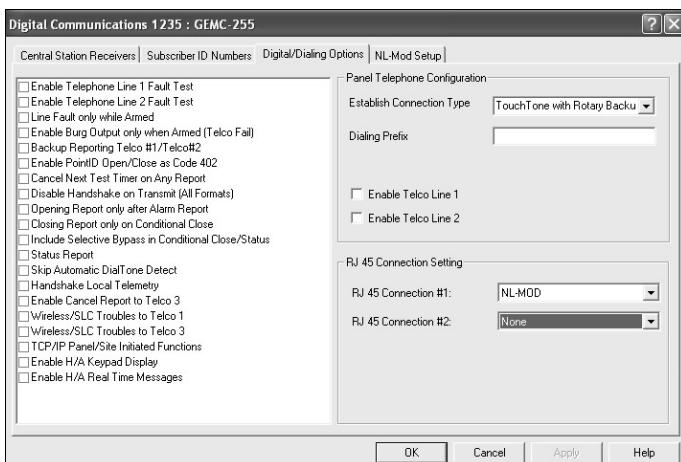 Digital Communications 1235 : GEMC-255
Central Station Receivers
Subscriber ID Numbers
Digital/Dialing Options
NL-Mod Setup
Enable Telephone Line 1 Fault Test
Enable Telephone Line 2 Fault Test
Line Fault only while Armed
Enable Burg Output only when Armed (Telco Fail)
Backup Reporting Telco #1/Telco#2
Enable PointID Open/Close as Code 402
Cancel Next Test Timer on Any Report
Disable Handshake on Transmit (All Formats)
Opening Report only after Alarm Report
Closing Report only on Conditional Close
Include Selective Bypass in Conditional Close/Status
Status Report
Skip Automatic DialTone Detect
Handshake Local Telemetry
Enable Cancel Report to Telco 3
Wireless/SLC Troubles to Telco 1
Wireless/SLC Troubles to Telco 3
TCP/IP Panel/Site Initiated Functions
Enable H/A Keypad Display
Enable H/A Real Time Messages
Panel Telephone Configuration
Establish Connection Type
TouchTone with Rotary Backu
Dialing Prefix
Enable Telco Line 1
Enable Telco Line 2
RJ 45 Connection Setting
RJ 45 Connection #1:
NL-MOD
RJ 45 Connection #2:
None
OK
Cancel
Apply
Help